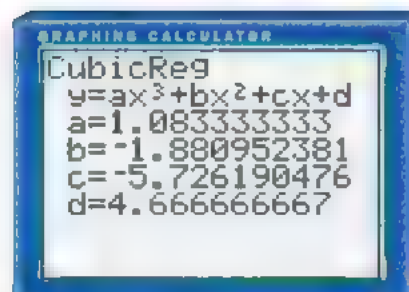 GRAPHING CALCULATOR
CubicReg
y=ax³+bx²+cx+d
a=1.083333333
b=⁻1.880952381
c=⁻5.726190476
d=4.666666667